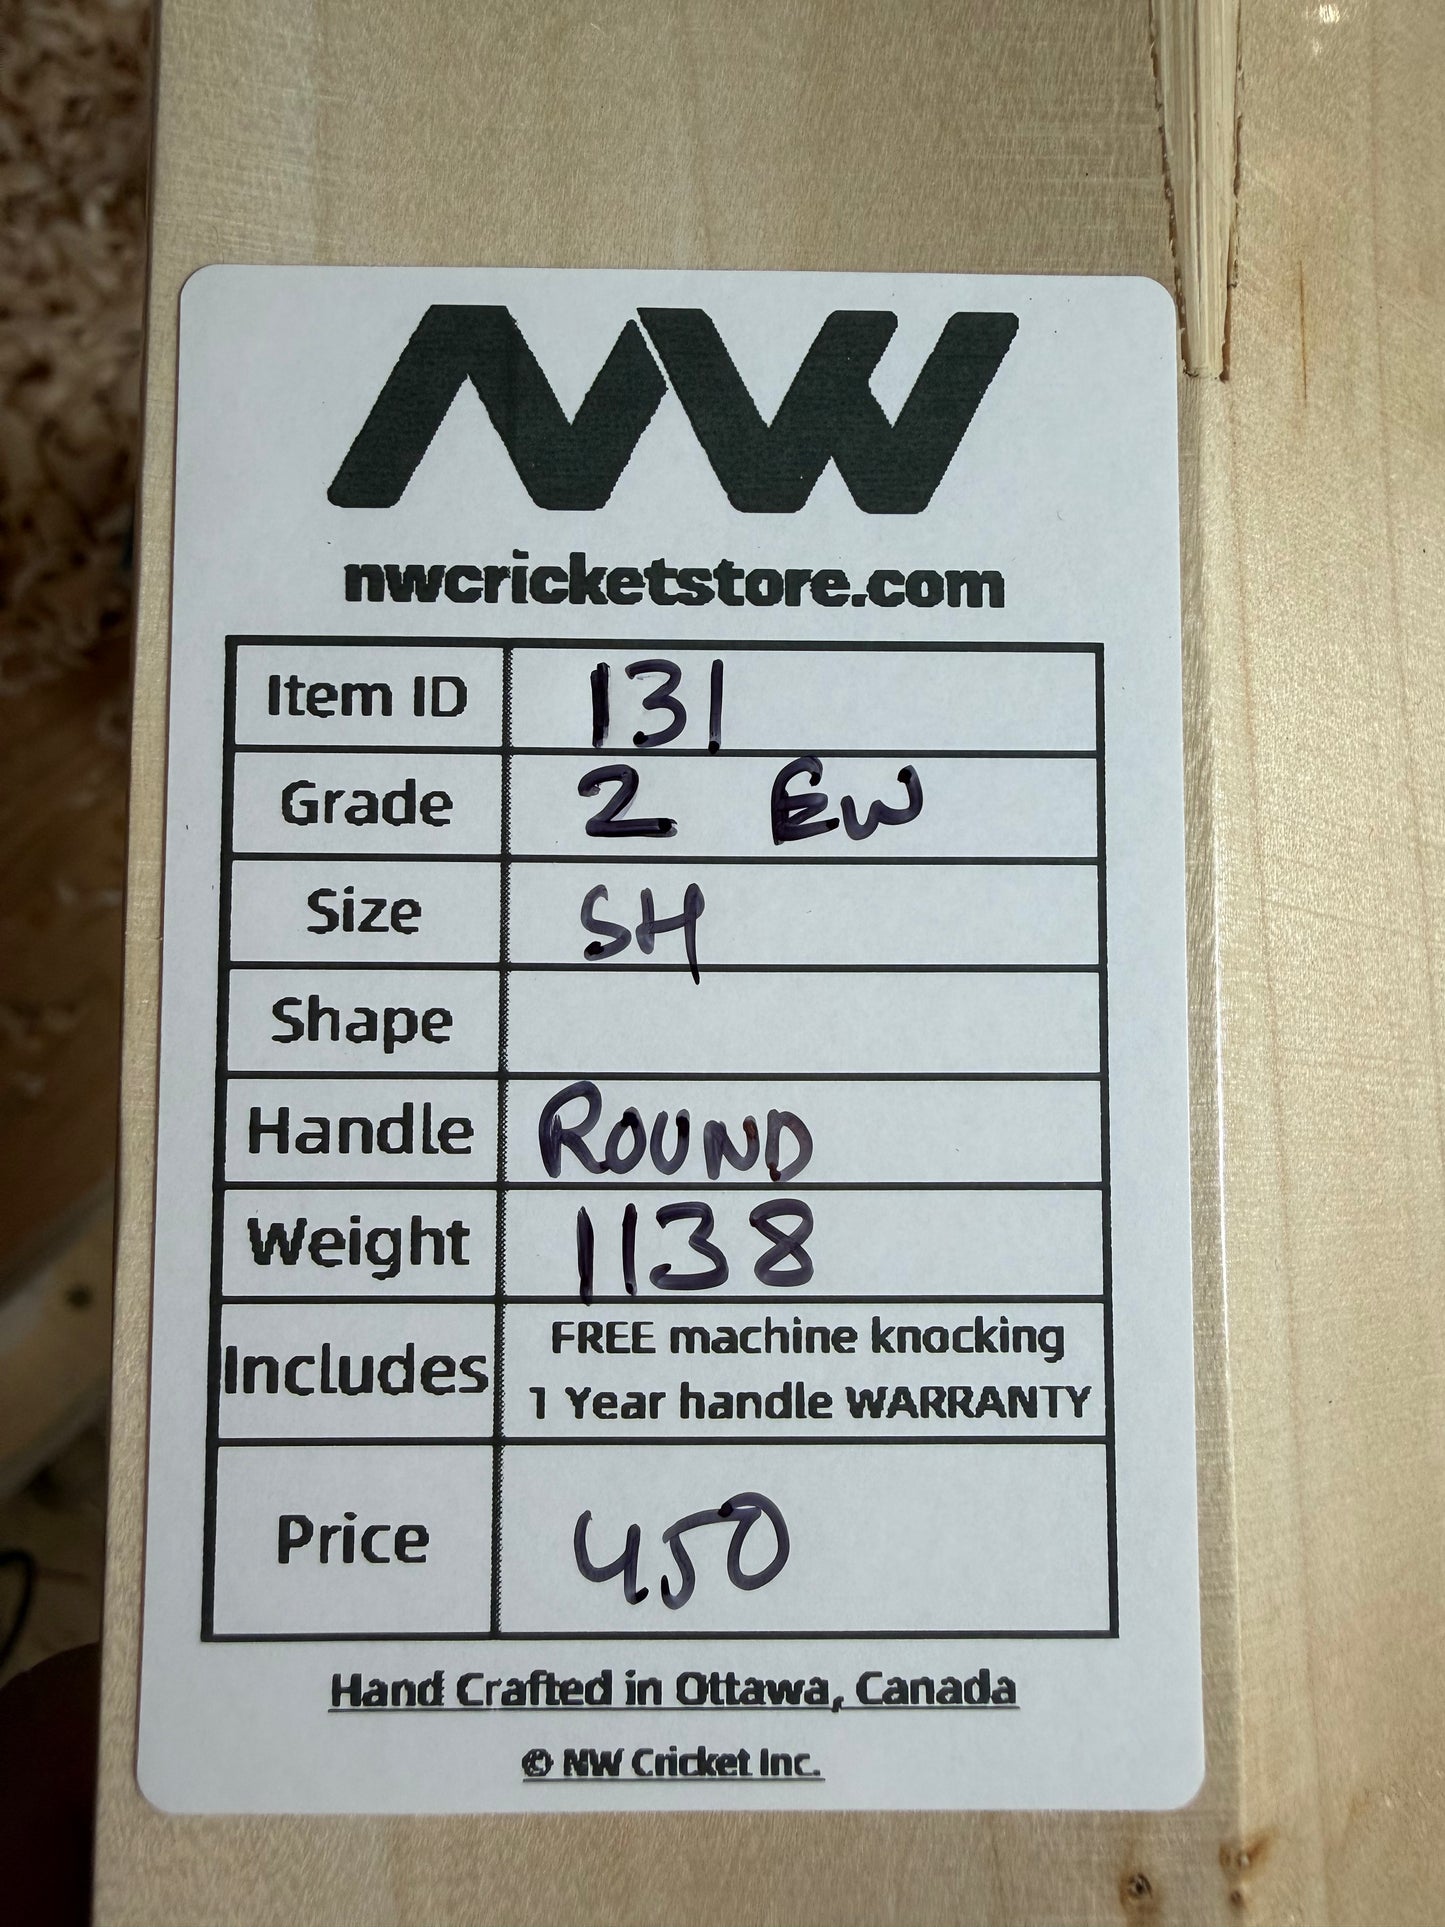 NW
nwcricketstore.com
Item ID 131
Grade 2 EW
Size SH
Shape
Handle ROUND
Weight 1138
Includes FREE machine knocking
1 Year handle WARRANTY
Price 450
Hand Crafted in Ottawa, Canada
© NW Cricket Inc.